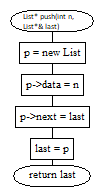 List* push(int n,
List*& last)
p = new List
p->data = n
p->next = last
last = p
return last